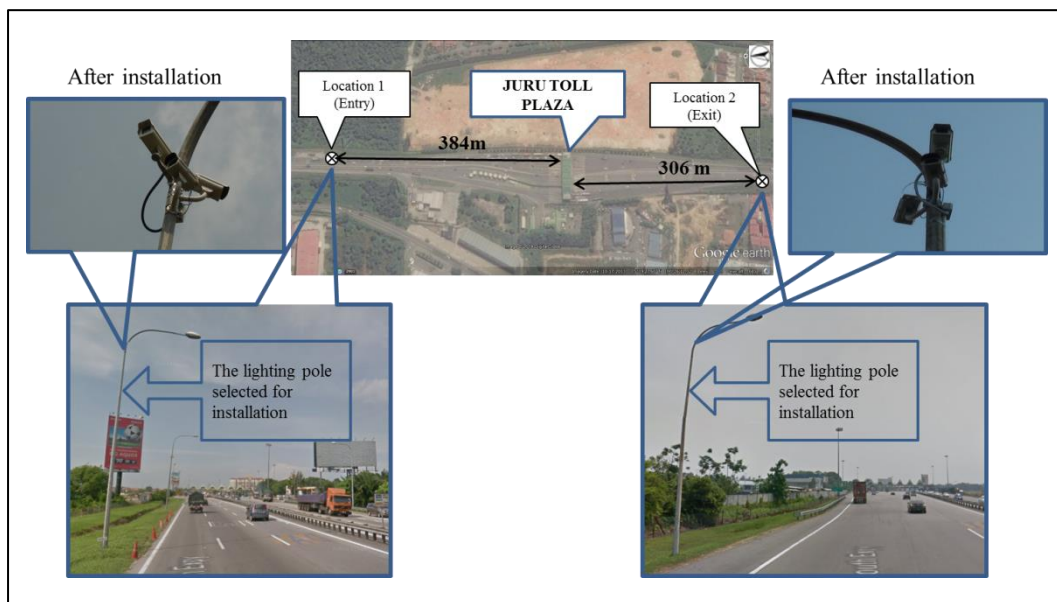 After installation
Location 1
(Entry)
JURU TOLL
PLAZA
Location 2
(Exit)
After installation
384m
306 m
Google earth
The lighting pole
selected for
installation
The lighting pole
selected for
installation